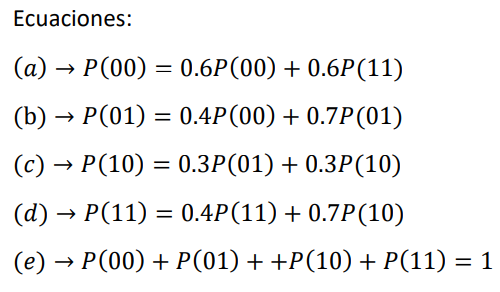 Ecuaciones:
(a) → P(00) = 0.6P(00) + 0.6P(11)
(b) → P(01) = 0.4P(00) + 0.7P(01)
(c) → P(10) = 0.3P(01) + 0.3P(10)
(d) → P(11) = 0.4P(11) + 0.7P(10)
(e) → P(00) + P(01) + +P(10) + P(11) = 1